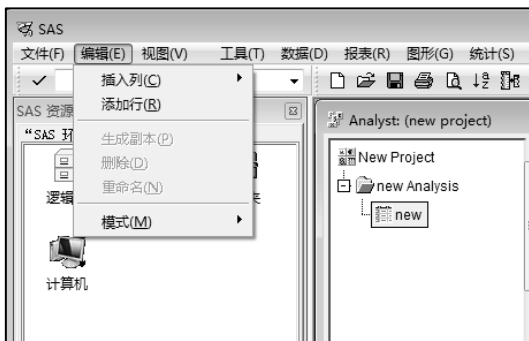 SAS
文件(F) 编辑(E) 视图(V) 工具(T) 数据(D) 报表(R) 图形(G) 统计(S)
插入列(C)
添加行(R)
生成副本(P)
删除(D)
重命名(N)
模式(M)
SAS 资源
“SAS 环
逻辑
计算机
Analyst: (new project)
New Project
new Analysis
new